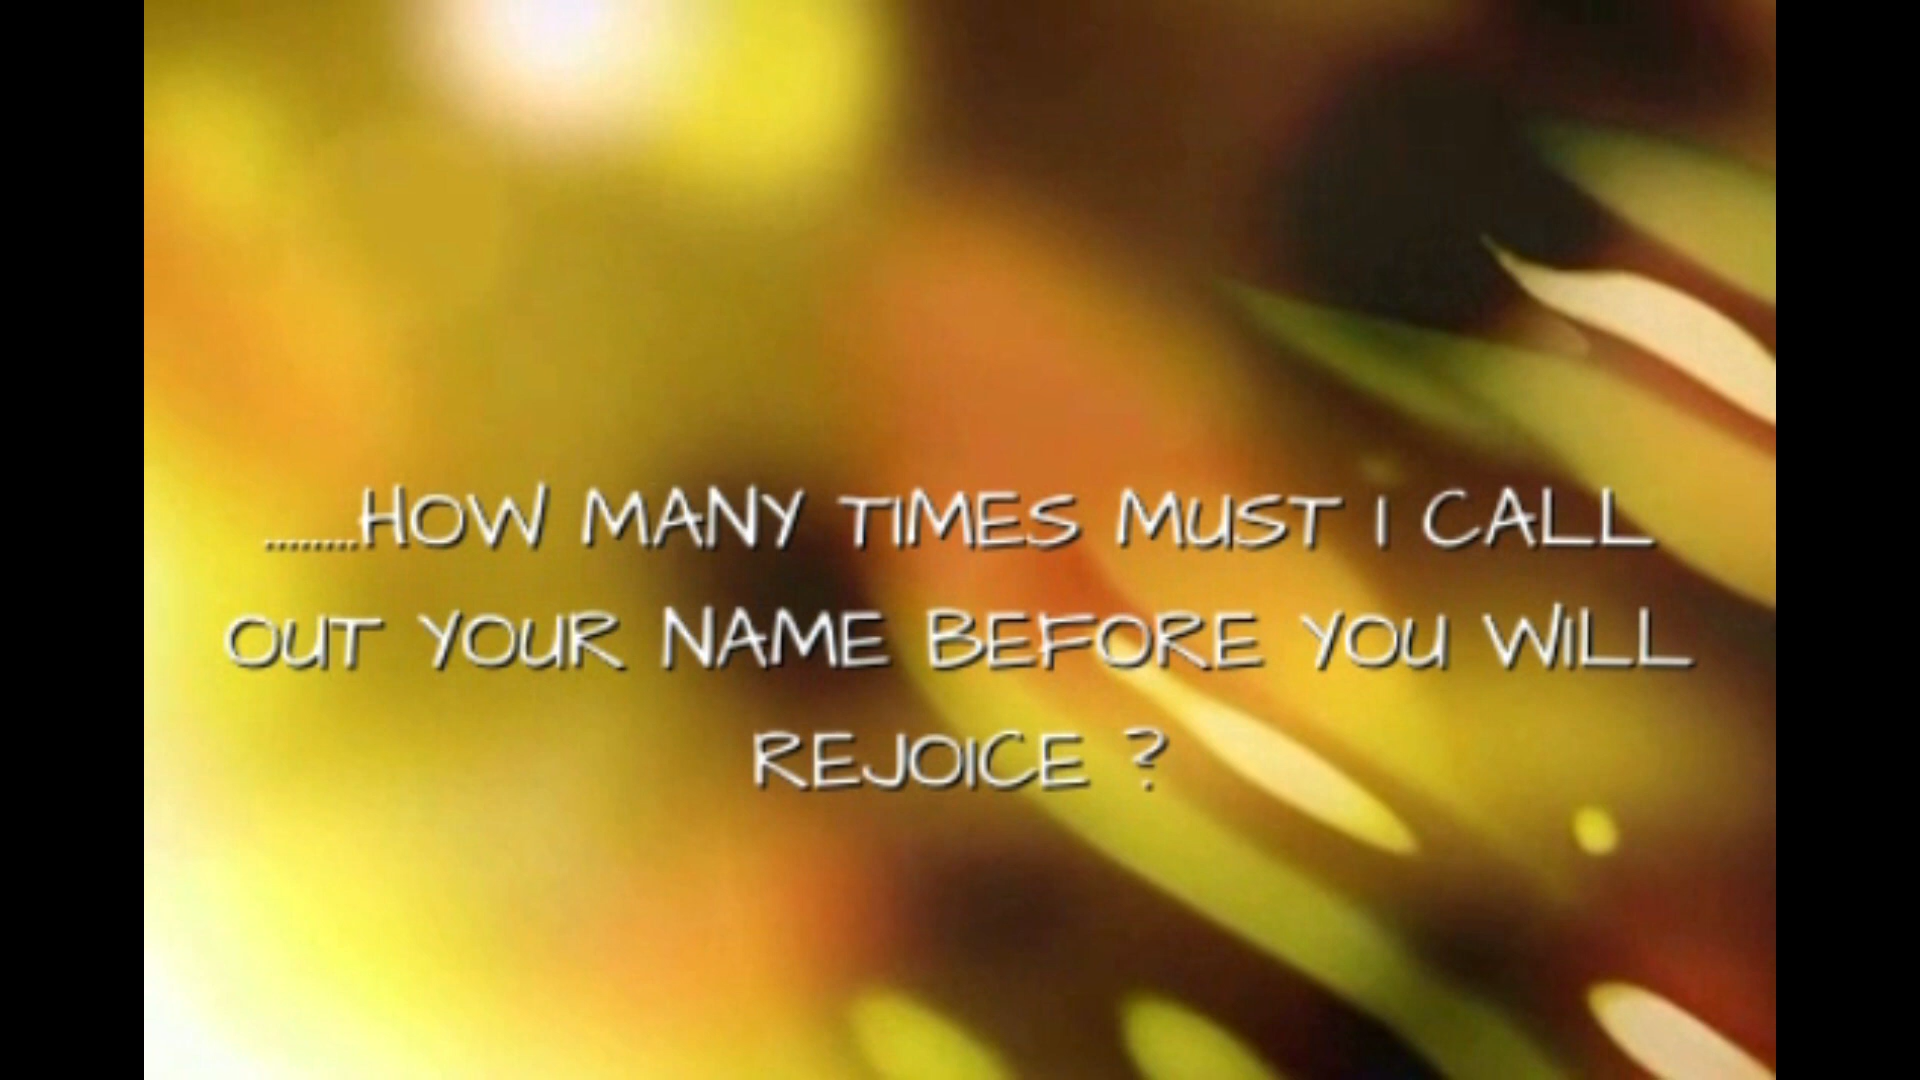 ........HOW MANY TIMES MUST I CALL
OUT YOUR NAME BEFORE YOU WILL
REJOICE ?